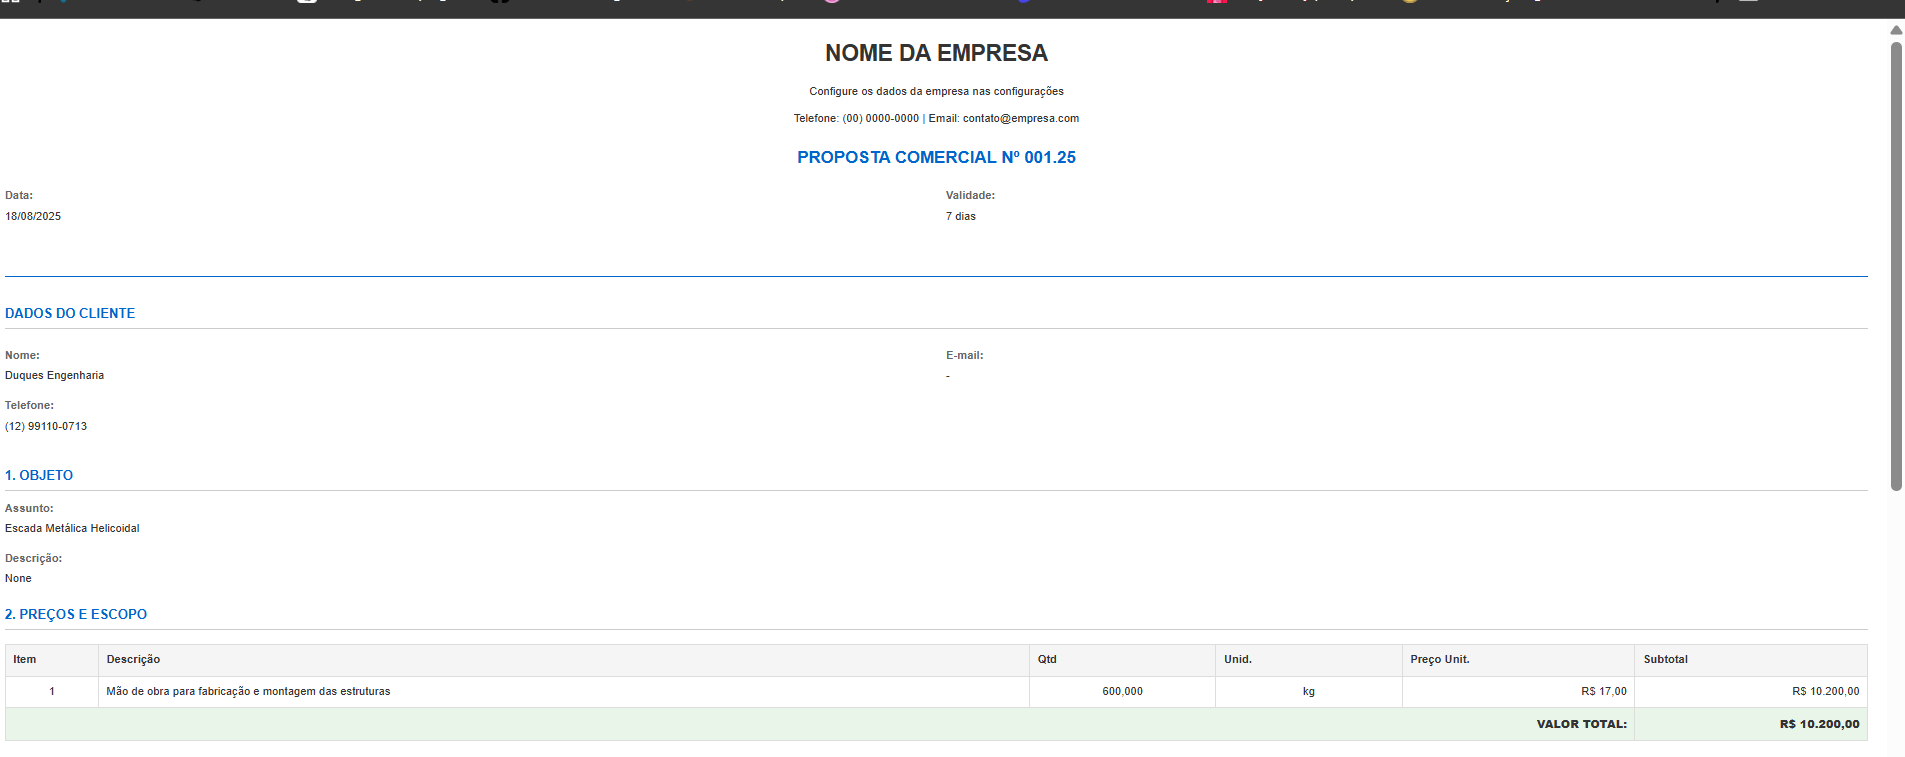 NOME DA EMPRESA
Configure os dados da empresa nas configurações
Telefone: (00) 0000-0000 | Email: contato@empresa.com
PROPOSTA COMERCIAL Nº 001.25
Data: Validade:
18/08/2025 7 dias
DADOS DO CLIENTE
Nome: E-mail:
Duques Engenharia -
Telefone:
(12) 99110-0713
1. OBJETO
Assunto:
Escada Metálica Helicoidal
Descrição:
None
2. PREÇOS E ESCOPO
Item Descrição Qtd Unid. Preço Unit. Subtotal
1 Mão de obra para fabricação e montagem das estruturas 600,000 kg R$ 17,00 R$ 10.200,00
VALOR TOTAL: R$ 10.200,00